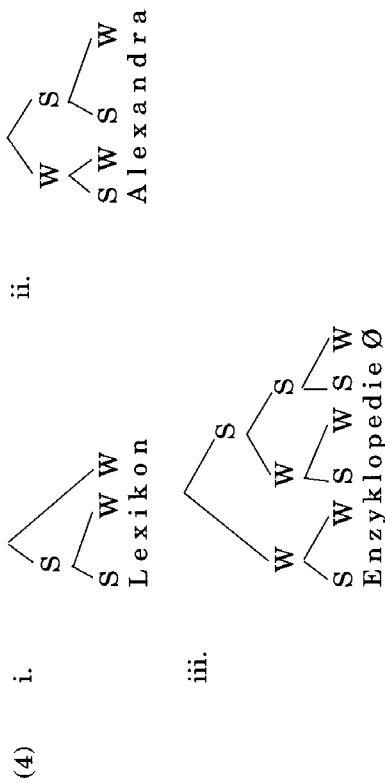 (4) i.
S
S W W
Lexikon
ii.
W S
S W S W
Alexandra
iii.
S
W W S
S W S W S W
Enzyklopedie Ø